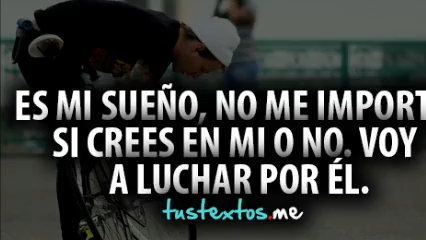 ES MI SUEÑO, NO ME IMPORT
SI CREES EN MI O NO. VOY
A LUCHAR POR ÉL.
tustextos.me